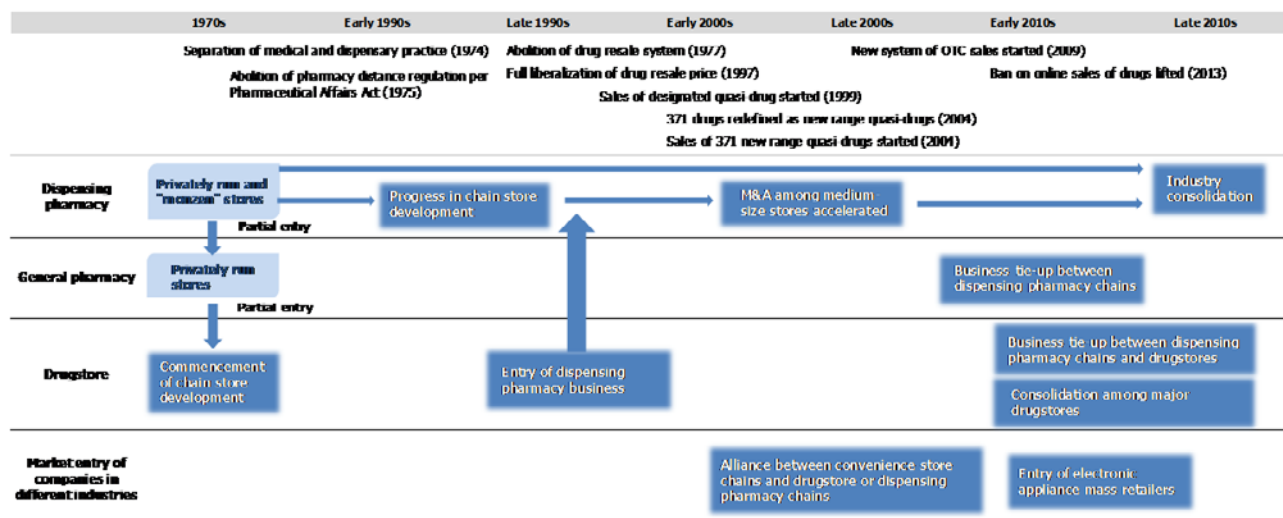 1970s
Early 1990s
Late 1990s
Early 2000s
Late 2000s
Early 2010s
Late 2010s
Separation of medical and dispensary practice (1974)
Abolition of pharmacy distance regulation per
Pharmaceutical Affairs Act (1975)
Abolition of drug resale system (1977)
Full liberalization of drug resale price (1997)
Sales of designated quasi-drug started (1999)
371 drugs redefined as new range quasi-drugs (2004)
Sales of 371 new range quasi drugs started (2004)
New system of OTC sales started (2009)
Ban on online sales of drugs lifted (2013)
Dispensing
pharmacy
Privately run and
"monzen" stores
Progress in chain store
development
M&A among medium-
size stores accelerated
Industry
consolidation
Partial entry
General pharmacy
Privately run
stores
Business tie-up between
dispensing pharmacy chains
Partial entry
Drugstore
Commencement
of chain store
development
Entry of dispensing
pharmacy business
Business tie-up between dispensing
pharmacy chains and drugstores
Consolidation among major
drugstores
Market entry of
companies in
different industries
Alliance between convenience store
chains and drugstore or dispensing
pharmacy chains
Entry of electronic
appliance mass retailers